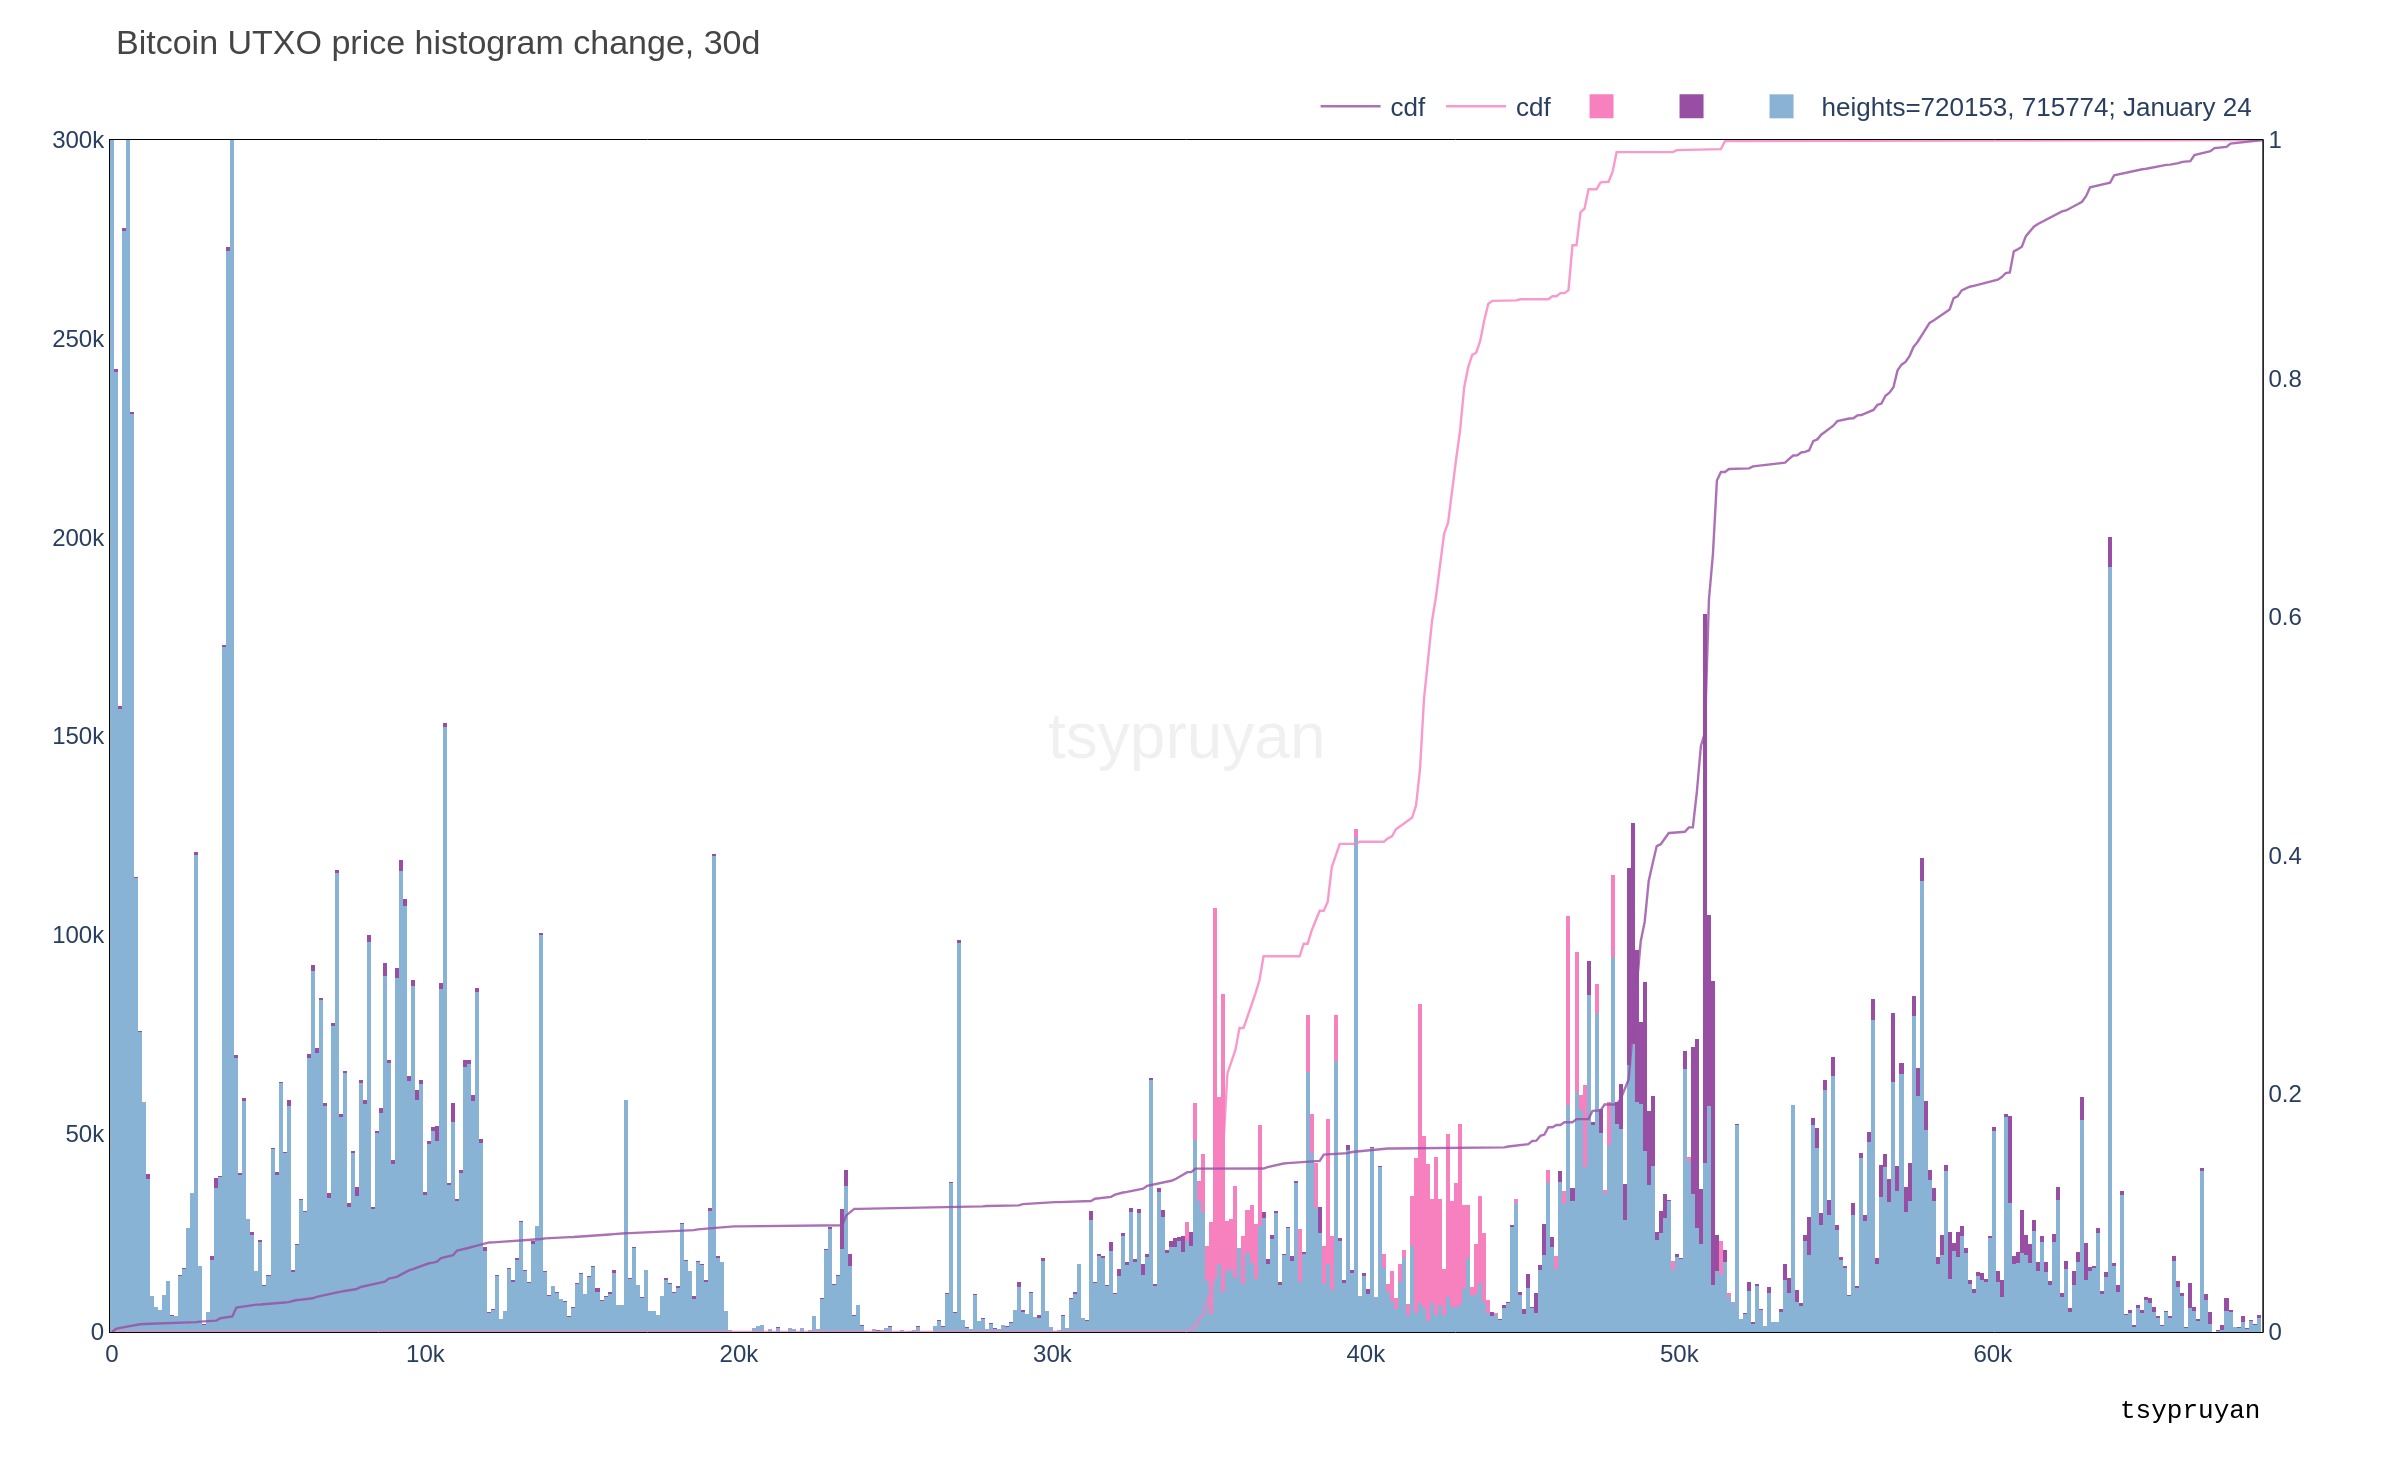 Bitcoin UTXO price histogram change, 30d
cdf cdf heights=720153, 715774; January 24
300k 1
250k
0.8
200k
0.6
150k
tsypruyan
0.4
100k
0.2
50k
0 0
0 10k 20k 30k 40k 50k 60k
tsypruyan